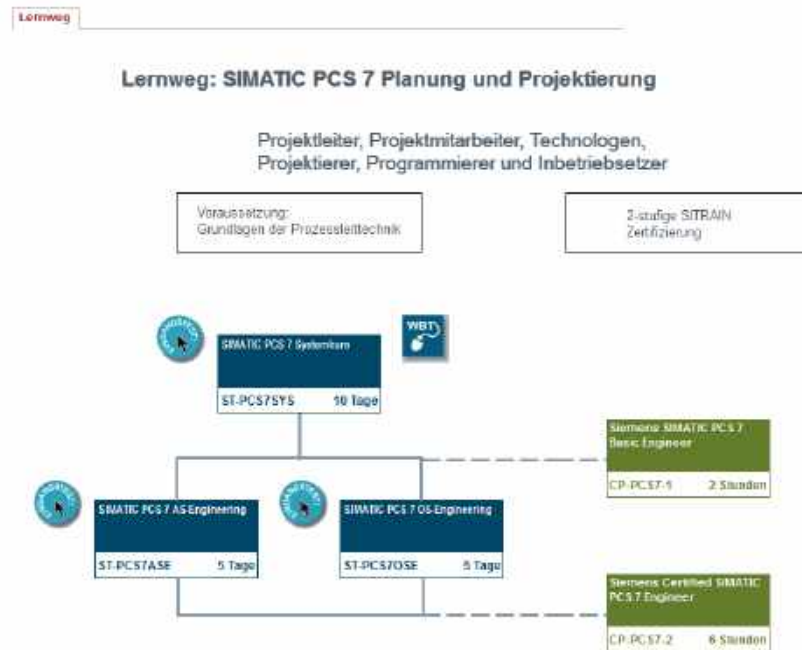 Lernweg
Lernweg: SIMATIC PCS 7 Planung und Projektierung
Projektleiter, Projektmitarbeiter, Technologen,
Projektierer, Programmierer und Inbetriebsetzer
Voraussetzung:
Grundlagen der Prozessleittechnik
2-stufige SITRAIN
Zertifizierung
WBT
SIMATIC PCS 7 Systemkurs
ST-PCS7SYS 10 Tage
Siemens SIMATIC PCS 7
Basic Engineer
CP-PCS7-1 2 Stunden
SIMATIC PCS 7 AS-Engineering
ST-PCS7ASE 5 Tage
SIMATIC PCS 7 OS-Engineering
ST-PCS7OSE 5 Tage
Siemens Certified SIMATIC
PCS 7 Engineer
CP-PCS7-2 6 Stunden